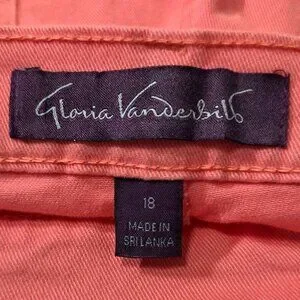 Gloria Vanderbilt
18
MADE IN
SRI LANKA